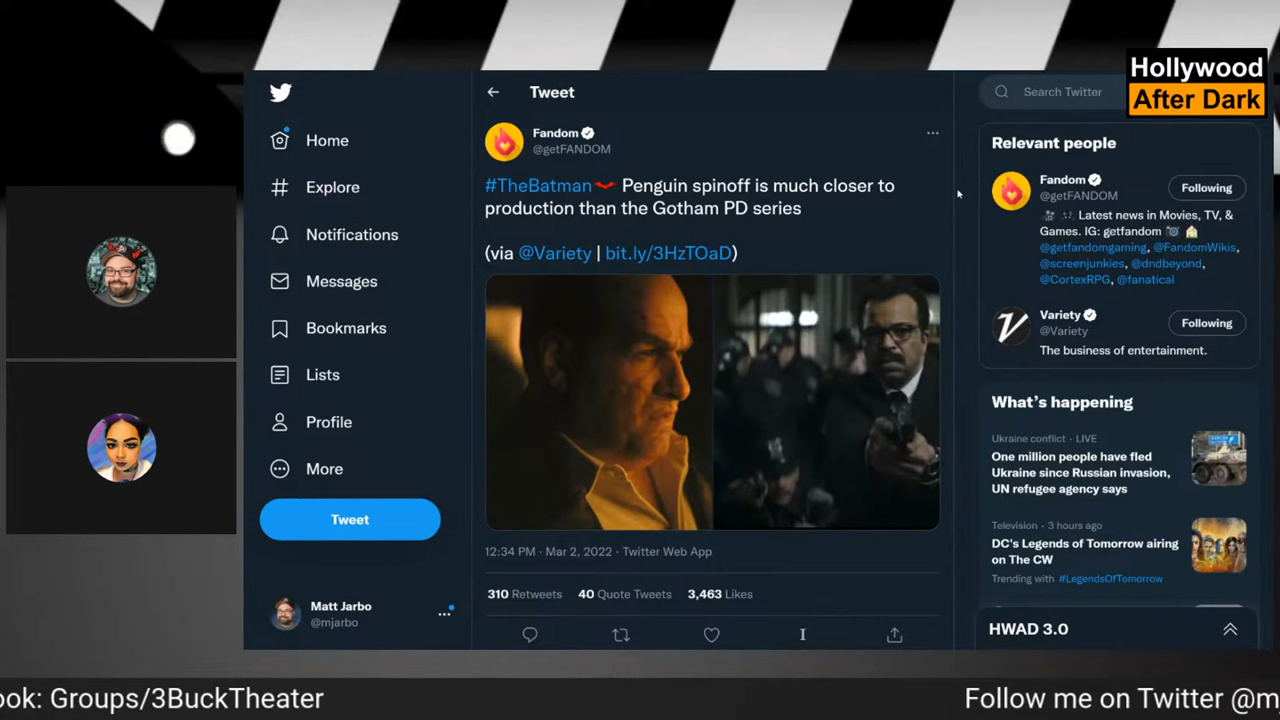 Hollywood
After Dark
Home
Explore
Notifications
Messages
Bookmarks
Lists
Profile
More
Tweet
Matt Jarbo
@mjarbo
Tweet
Fandom
@getFANDOM
#TheBatman Penguin spinoff is much closer to
production than the Gotham PD series
(via @Variety | bit.ly/3HzTOaD)
12:34 PM · Mar 2, 2022 · Twitter Web App
310 Retweets 40 Quote Tweets 3,463 Likes
Search Twitter
Relevant people
Fandom
@getFANDOM
Following
Latest news in Movies, TV, &
Games. IG: getfandom
@getfandomgaming, @FandomWikis,
@screenjunkies, @dndbeyond,
@CortexRPG, @fanatical
Variety
@Variety
Following
The business of entertainment.
What's happening
Ukraine conflict · LIVE
One million people have fled
Ukraine since Russian invasion,
UN refugee agency says
Television · 3 hours ago
DC's Legends of Tomorrow airing
on The CW
Trending with #LegendsOfTomorrow
HWAD 3.0
ook: Groups/3BuckTheater
Follow me on Twitter @m